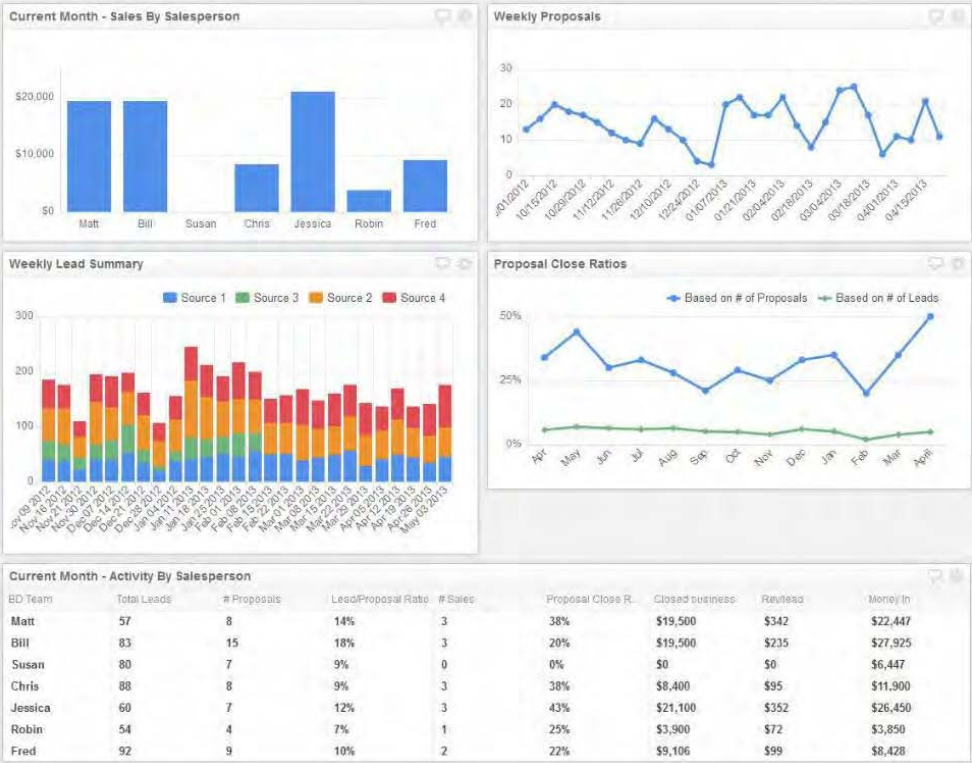 Current Month - Sales By Salesperson
$20,000
$10,000
$0
Matt Bill Susan Chris Jessica Robin Fred
Weekly Proposals
30
20
10
0
/01/2012 10/15/2012 10/29/2012 11/12/2012 11/26/2012 12/10/2012 12/24/2012 01/07/2013 01/21/2013 02/04/2013 02/18/2013 03/04/2013 03/18/2013 04/01/2013 04/15/2013
Weekly Lead Summary
Source 1 Source 3 Source 2 Source 4
300
200
100
0
ov 09 2012 Nov 16 2012 Nov 21 2012 Nov 30 2012 Dec 07 2012 Dec 14 2012 Dec 21 2012 Dec 28 2012 Jan 04 2013 Jan 11 2013 Jan 18 2013 Jan 25 2013 Feb 01 2013 Feb 08 2013 Feb 15 2013 Feb 22 2013 Mar 01 2013 Mar 08 2013 Mar 15 2013 Mar 22 2013 Mar 29 2013 Apr 05 2013 Apr 12 2013 Apr 19 2013 Apr 26 2013 May 03 2013
Proposal Close Ratios
Based on # of Proposals Based on # of Leads
50%
25%
0%
Apr May Jun Jul Aug Sep Oct Nov Dec Jan Feb Mar April
Current Month - Activity By Salesperson
BD Team Total Leads # Proposals Lead/Proposal Ratio # Sales Proposal Close R... Closed business Rev/lead Money In
Matt 57 8 14% 3 38% $19,500 $342 $22,447
Bill 83 15 18% 3 20% $19,500 $235 $27,925
Susan 80 7 9% 0 0% $0 $0 $6,447
Chris 88 8 9% 3 38% $8,400 $95 $11,900
Jessica 60 7 12% 3 43% $21,100 $352 $26,450
Robin 54 4 7% 1 25% $3,900 $72 $3,850
Fred 92 9 10% 2 22% $9,106 $99 $8,428